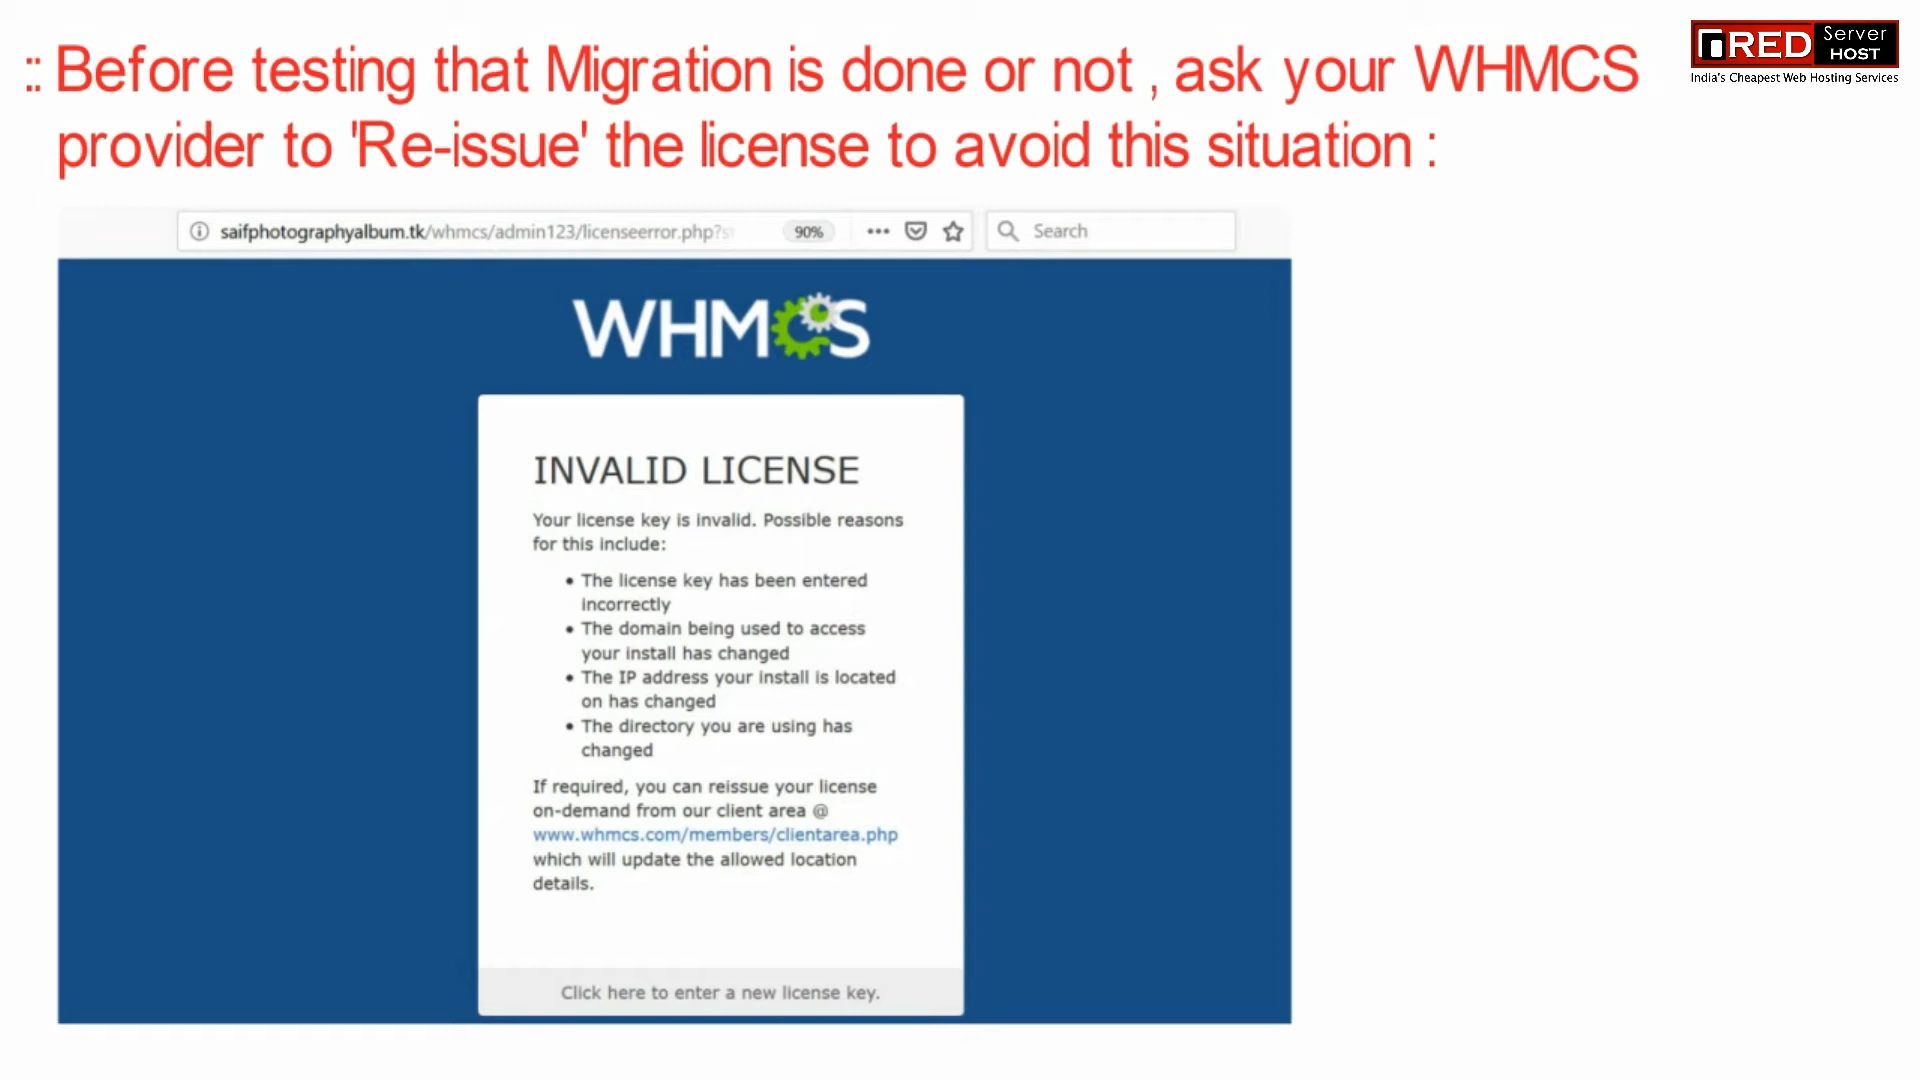 :: Before testing that Migration is done or not , ask your WHMCS
provider to 'Re-issue' the license to avoid this situation :
RED Server
HOST
India's Cheapest Web Hosting Services
saifphotographyalbum.tk/whmcs/admin123/licenseerror.php?s
90%
Search
WHMCS
INVALID LICENSE
Your license key is invalid. Possible reasons
for this include:
• The license key has been entered
incorrectly
• The domain being used to access
your install has changed
• The IP address your install is located
on has changed
• The directory you are using has
changed
If required, you can reissue your license
on-demand from our client area @
www.whmcs.com/members/clientarea.php
which will update the allowed location
details.
Click here to enter a new license key.